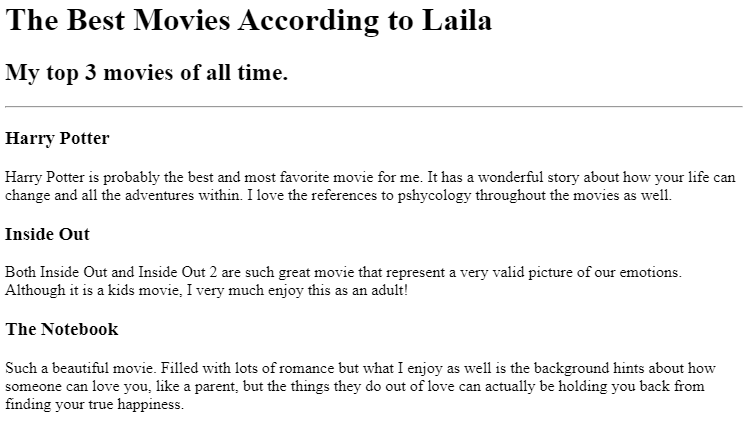 The Best Movies According to Laila
My top 3 movies of all time.
Harry Potter
Harry Potter is probably the best and most favorite movie for me. It has a wonderful story about how your life can
change and all the adventures within. I love the references to pshycology throughout the movies as well.
Inside Out
Both Inside Out and Inside Out 2 are such great movie that represent a very valid picture of our emotions.
Although it is a kids movie, I very much enjoy this as an adult!
The Notebook
Such a beautiful movie. Filled with lots of romance but what I enjoy as well is the background hints about how
someone can love you, like a parent, but the things they do out of love can actually be holding you back from
finding your true happiness.